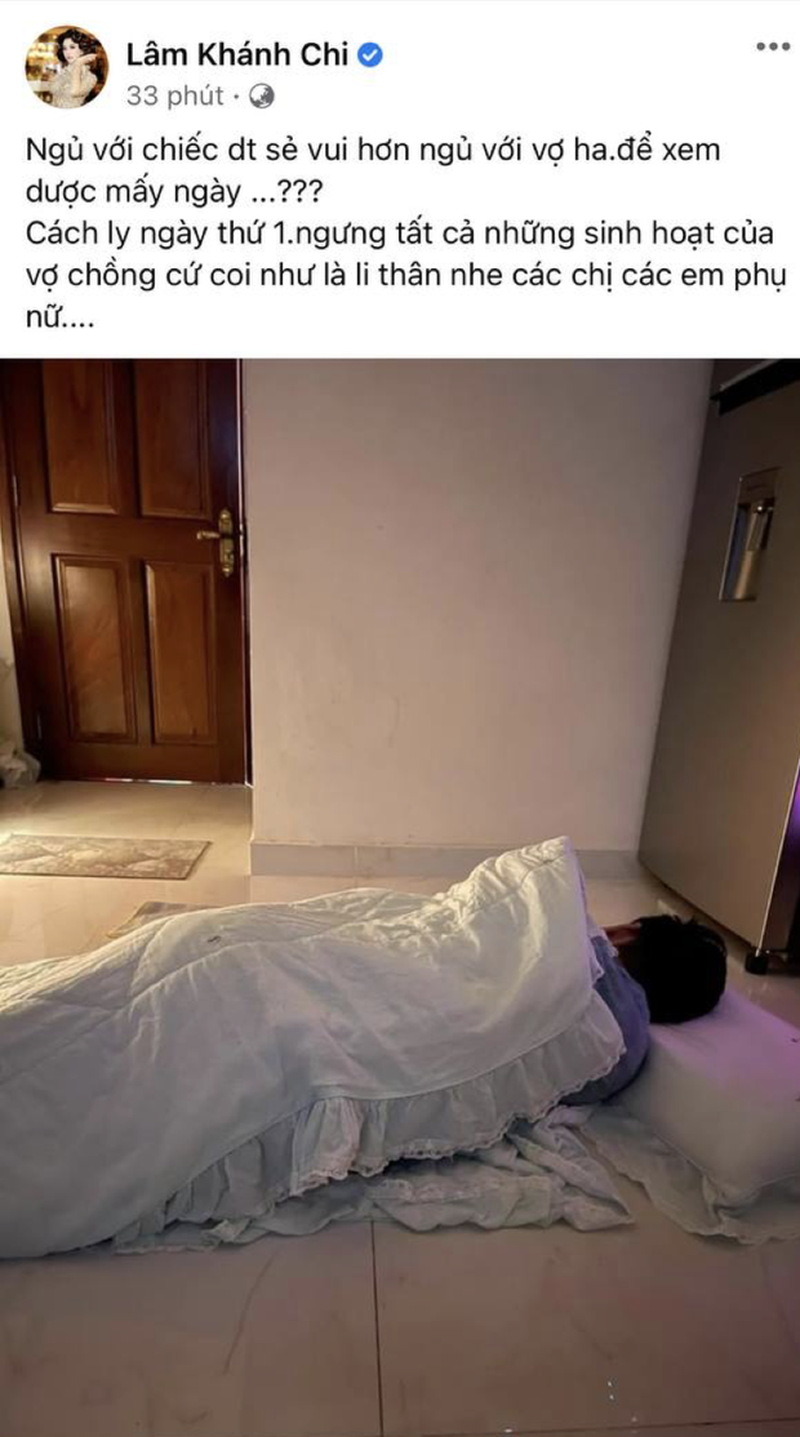 Lâm Khánh Chi
33 phút ·
Ngủ với chiếc dt sẻ vui hơn ngủ với vợ ha.để xem
dược mấy ngày ...???
Cách ly ngày thứ 1.ngưng tất cả những sinh hoạt của
vợ chồng cứ coi như là li thân nhe các chị các em phụ
nữ....